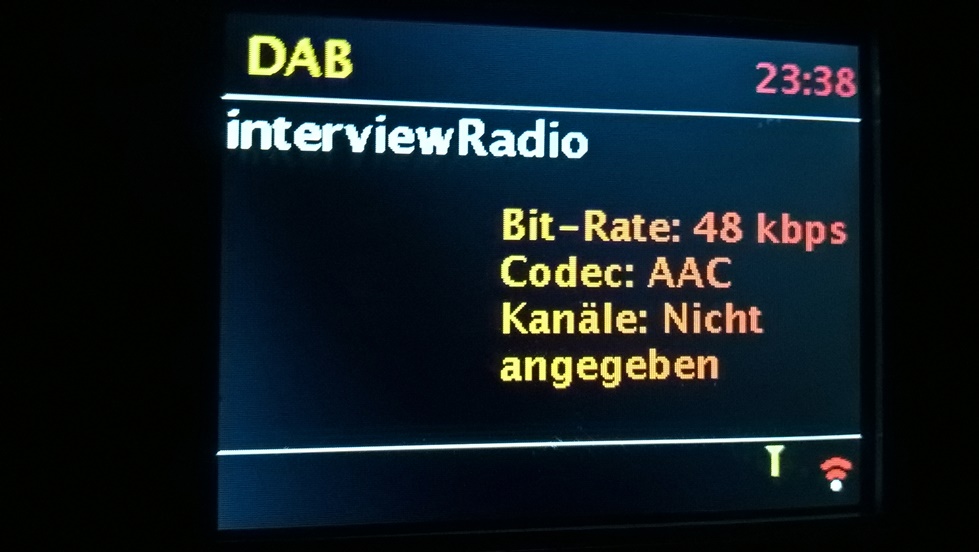 DAB
23:38
interviewRadio
Bit-Rate: 48 kbps
Codec: AAC
Kanäle: Nicht
angegeben